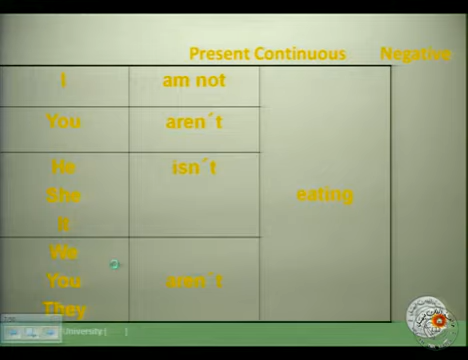 Present Continuous Negative
I am not
You aren´t
He isn´t
She
It
eating
We
You aren´t
They
University [